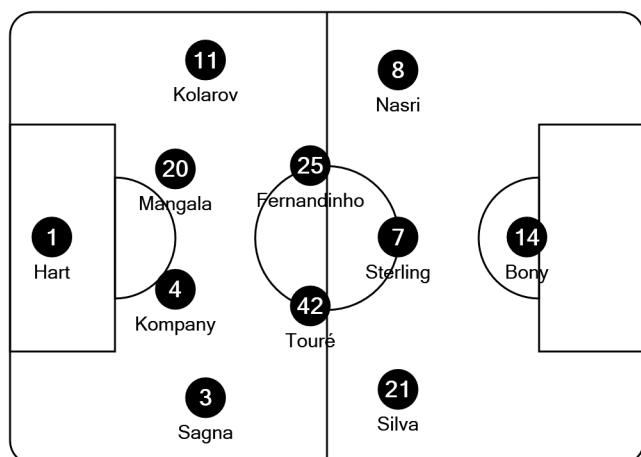 11
Kolarov
8
Nasri
20
Mangala
25
Fernandinho
1
Hart
7
Sterling
14
Bony
4
Kompany
42
Touré
3
Sagna
21
Silva